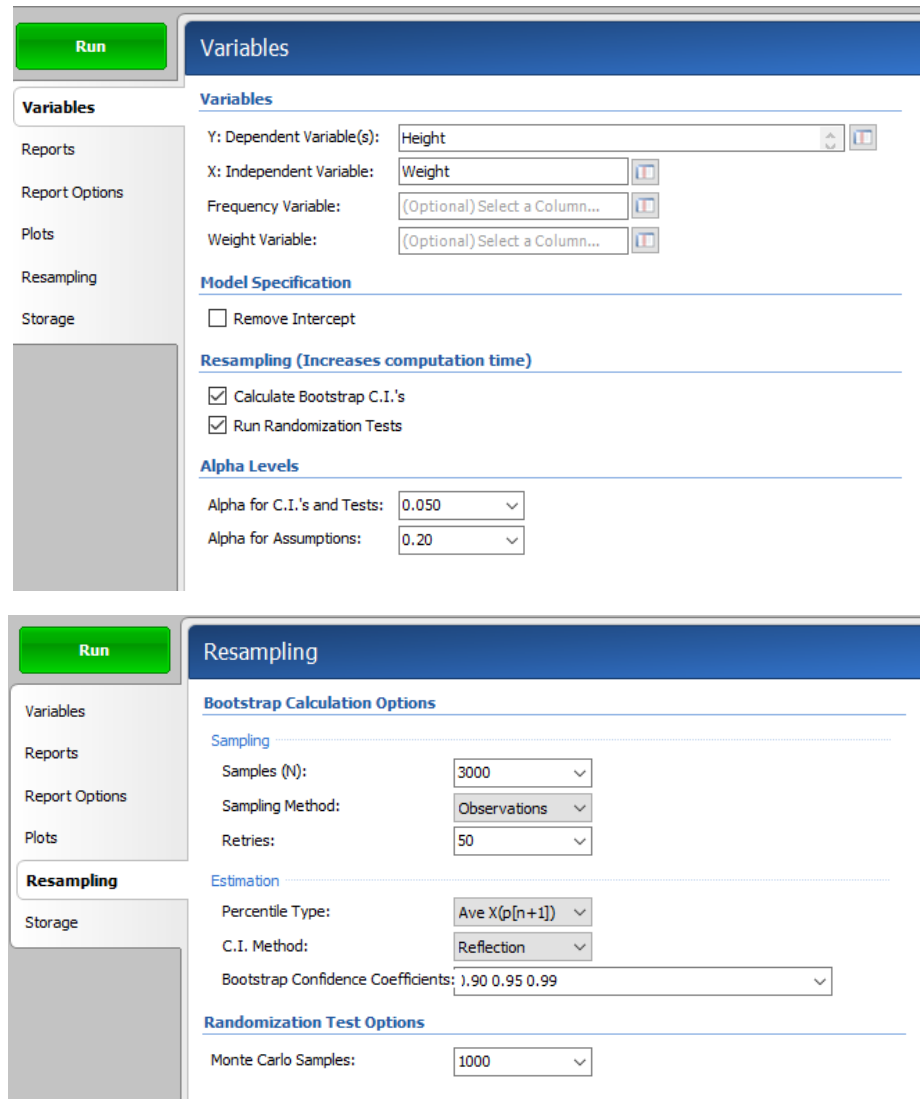 Run
Variables
Variables
Reports
Report Options
Plots
Resampling
Storage
Variables
Y: Dependent Variable(s): Height
X: Independent Variable: Weight
Frequency Variable: (Optional) Select a Column...
Weight Variable: (Optional) Select a Column...
Model Specification
Remove Intercept
Resampling (Increases computation time)
Calculate Bootstrap C.I.'s
Run Randomization Tests
Alpha Levels
Alpha for C.I.'s and Tests: 0.050
Alpha for Assumptions: 0.20
Run
Resampling
Variables
Reports
Report Options
Plots
Resampling
Storage
Bootstrap Calculation Options
Sampling
Samples (N): 3000
Sampling Method: Observations
Retries: 50
Estimation
Percentile Type: Ave X(p[n+1])
C.I. Method: Reflection
Bootstrap Confidence Coefficients: ).90 0.95 0.99
Randomization Test Options
Monte Carlo Samples: 1000